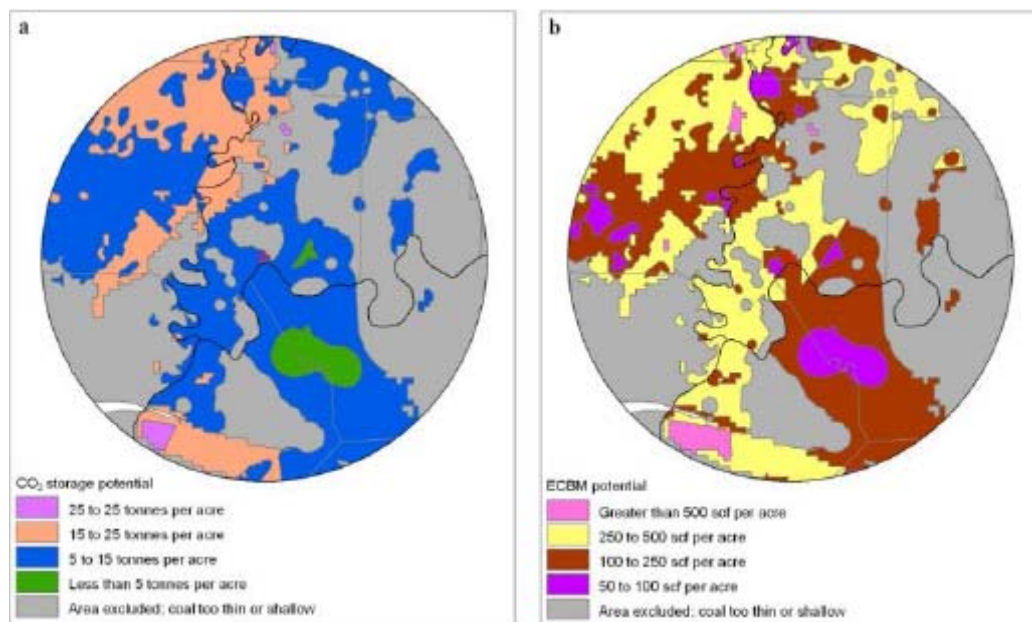 a
CO₂ storage potential
25 to 25 tonnes per acre
15 to 25 tonnes per acre
5 to 15 tonnes per acre
Less than 5 tonnes per acre
Area excluded: coal too thin or shallow
b
ECBM potential
Greater than 500 scf per acre
250 to 500 scf per acre
100 to 250 scf per acre
50 to 100 scf per acre
Area excluded: coal too thin or shallow